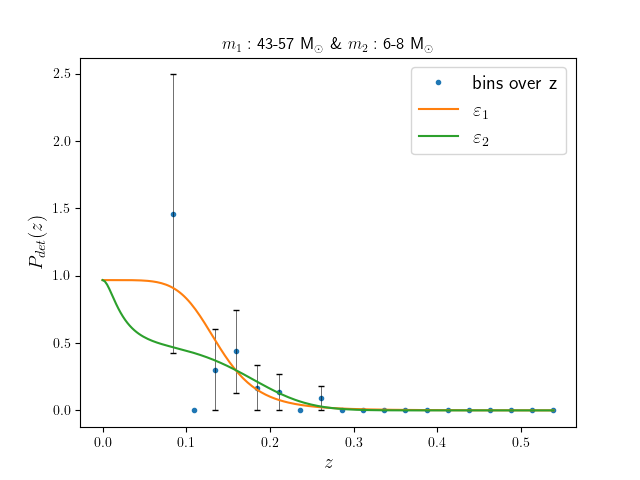 m₁ : 43-57 M⊙ & m₂ : 6-8 M⊙
2.5
2.0
1.5
1.0
0.5
0.0
P_det(z)
bins over z
ε₁
ε₂
0.0 0.1 0.2 0.3 0.4 0.5
z